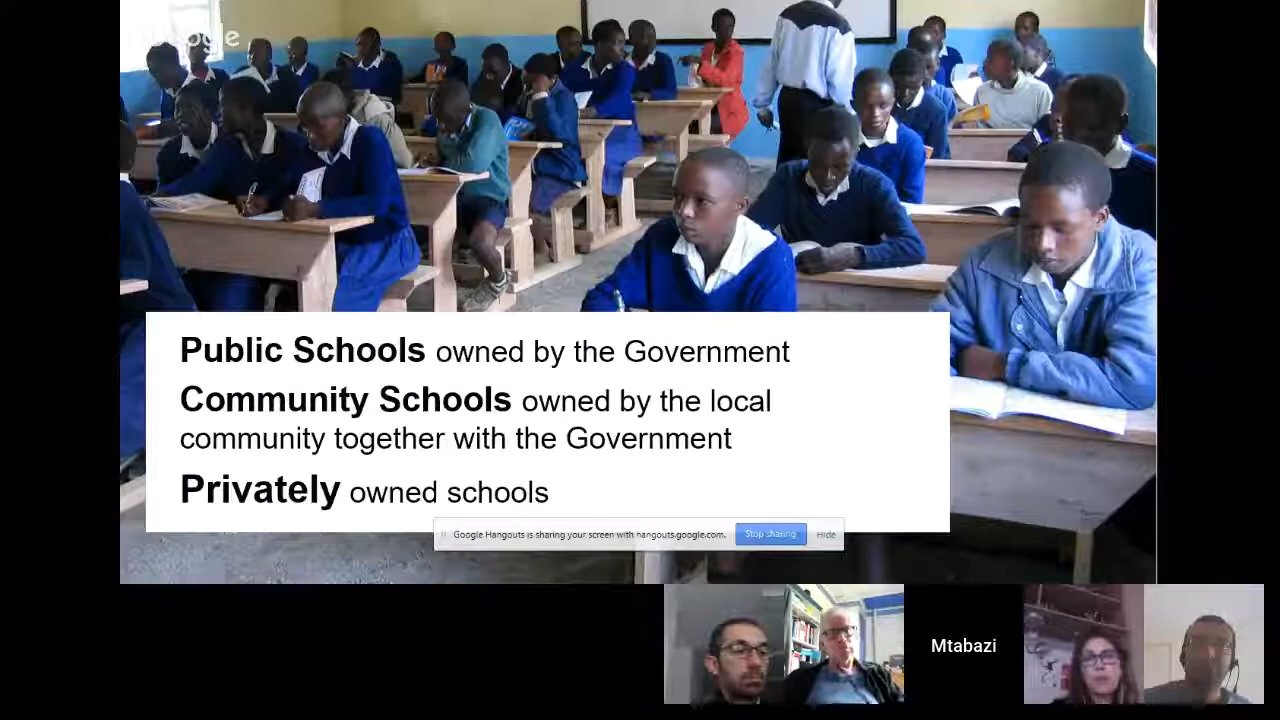 Google
Public Schools owned by the Government
Community Schools owned by the local
community together with the Government
Privately owned schools
Google Hangouts is sharing your screen with hangouts.google.com. Stop sharing Hide
Mtabazi